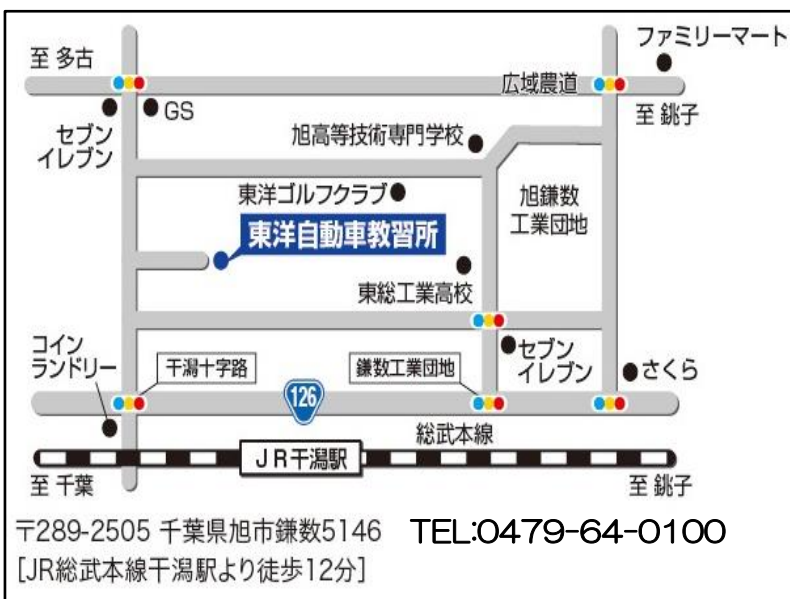 ファミリーマート
至 多古
広域農道
GS
至 銚子
セブン
イレブン
旭高等技術専門学校
東洋ゴルフクラブ
旭鎌数
工業団地
東洋自動車教習所
東総工業高校
コイン
ランドリー
干潟十字路
鎌数工業団地
セブン
イレブン
さくら
126
総武本線
JR干潟駅
至 千葉
至 銚子
〒289-2505 千葉県旭市鎌数5146 TEL:0479-64-0100
[JR総武本線干潟駅より徒歩12分]